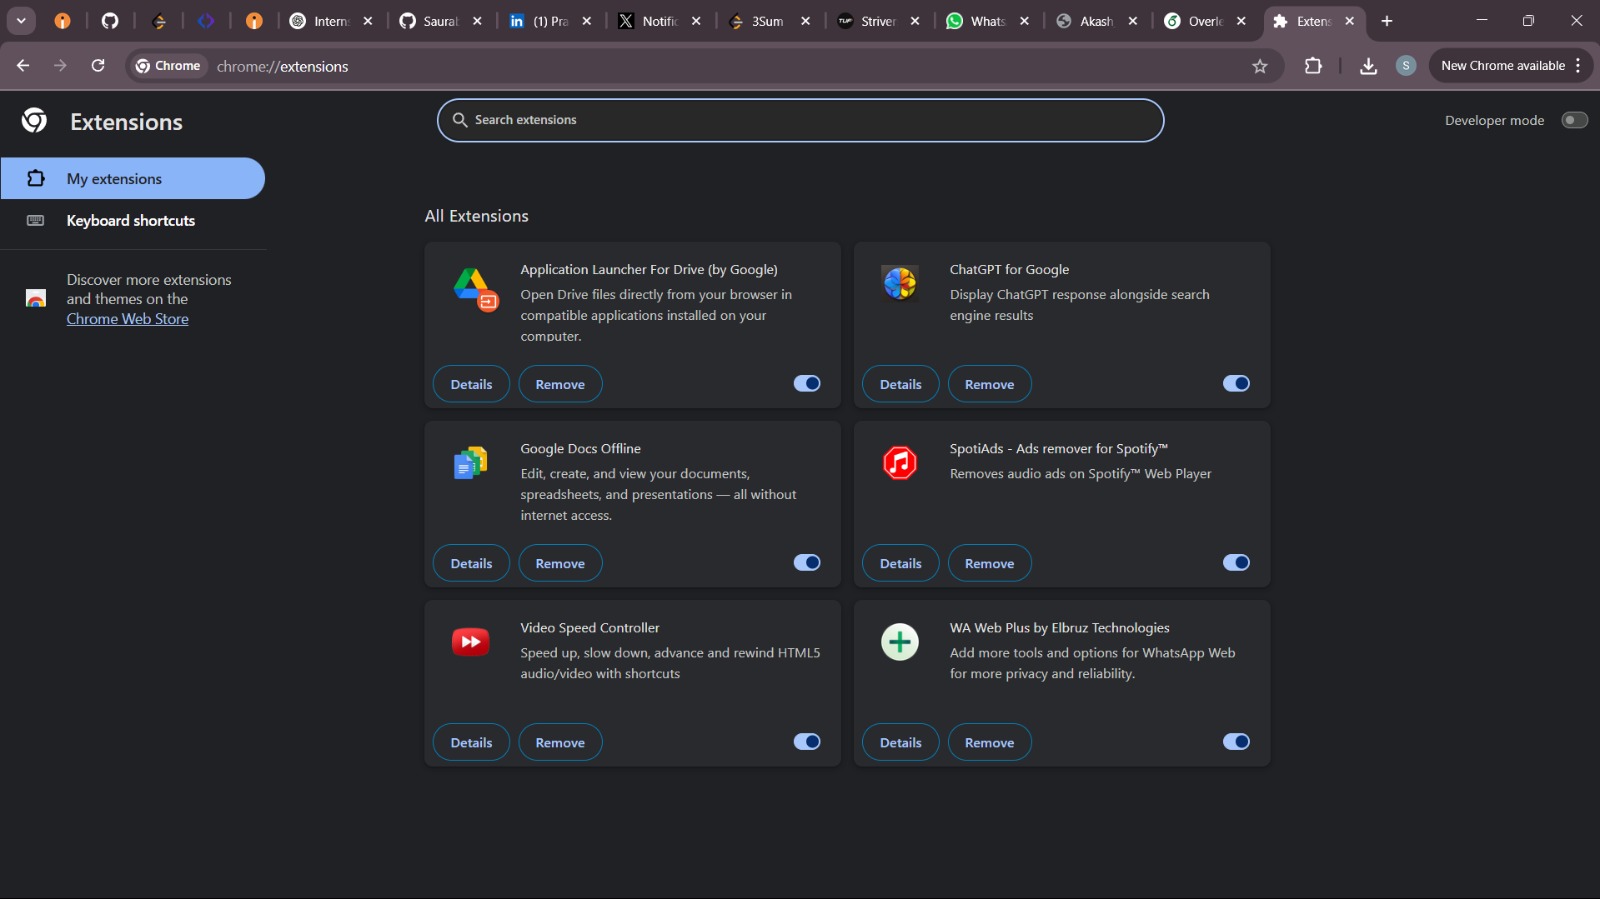 Intern
Saural
(1) Pra
Notific
3Sum
TUF
Striver
Whats
Akash
Overle
Extens
Chrome
chrome://extensions
S
New Chrome available
Extensions
Search extensions
Developer mode
My extensions
Keyboard shortcuts
Discover more extensions
and themes on the
Chrome Web Store
All Extensions
Application Launcher For Drive (by Google)
Open Drive files directly from your browser in
compatible applications installed on your
computer.
Details
Remove
ChatGPT for Google
Display ChatGPT response alongside search
engine results
Details
Remove
Google Docs Offline
Edit, create, and view your documents,
spreadsheets, and presentations — all without
internet access.
Details
Remove
SpotiAds - Ads remover for Spotify™
Removes audio ads on Spotify™ Web Player
Details
Remove
Video Speed Controller
Speed up, slow down, advance and rewind HTML5
audio/video with shortcuts
Details
Remove
WA Web Plus by Elbruz Technologies
Add more tools and options for WhatsApp Web
for more privacy and reliability.
Details
Remove